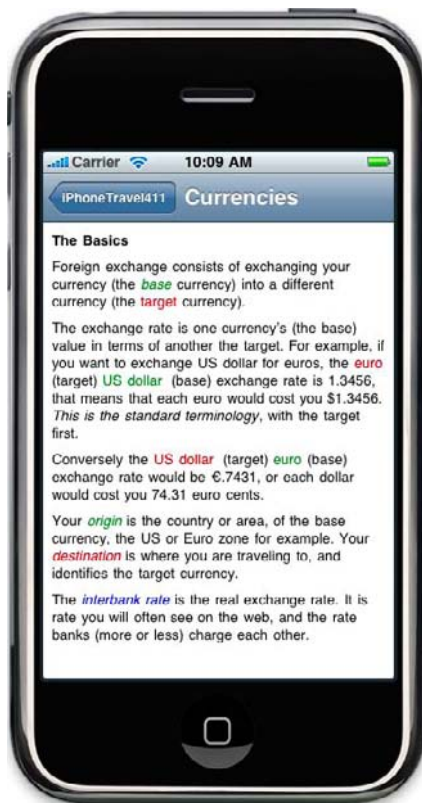 Carrier 10:09 AM
iPhoneTravel411 Currencies
The Basics
Foreign exchange consists of exchanging your
currency (the base currency) into a different
currency (the target currency).
The exchange rate is one currency's (the base)
value in terms of another the target. For example, if
you want to exchange US dollar for euros, the euro
(target) US dollar (base) exchange rate is 1.3456,
that means that each euro would cost you $1.3456.
This is the standard terminology, with the target
first.
Conversely the US dollar (target) euro (base)
exchange rate would be €.7431, or each dollar
would cost you 74.31 euro cents.
Your origin is the country or area, of the base
currency, the US or Euro zone for example. Your
destination is where you are traveling to, and
identifies the target currency.
The interbank rate is the real exchange rate. It is
rate you will often see on the web, and the rate
banks (more or less) charge each other.